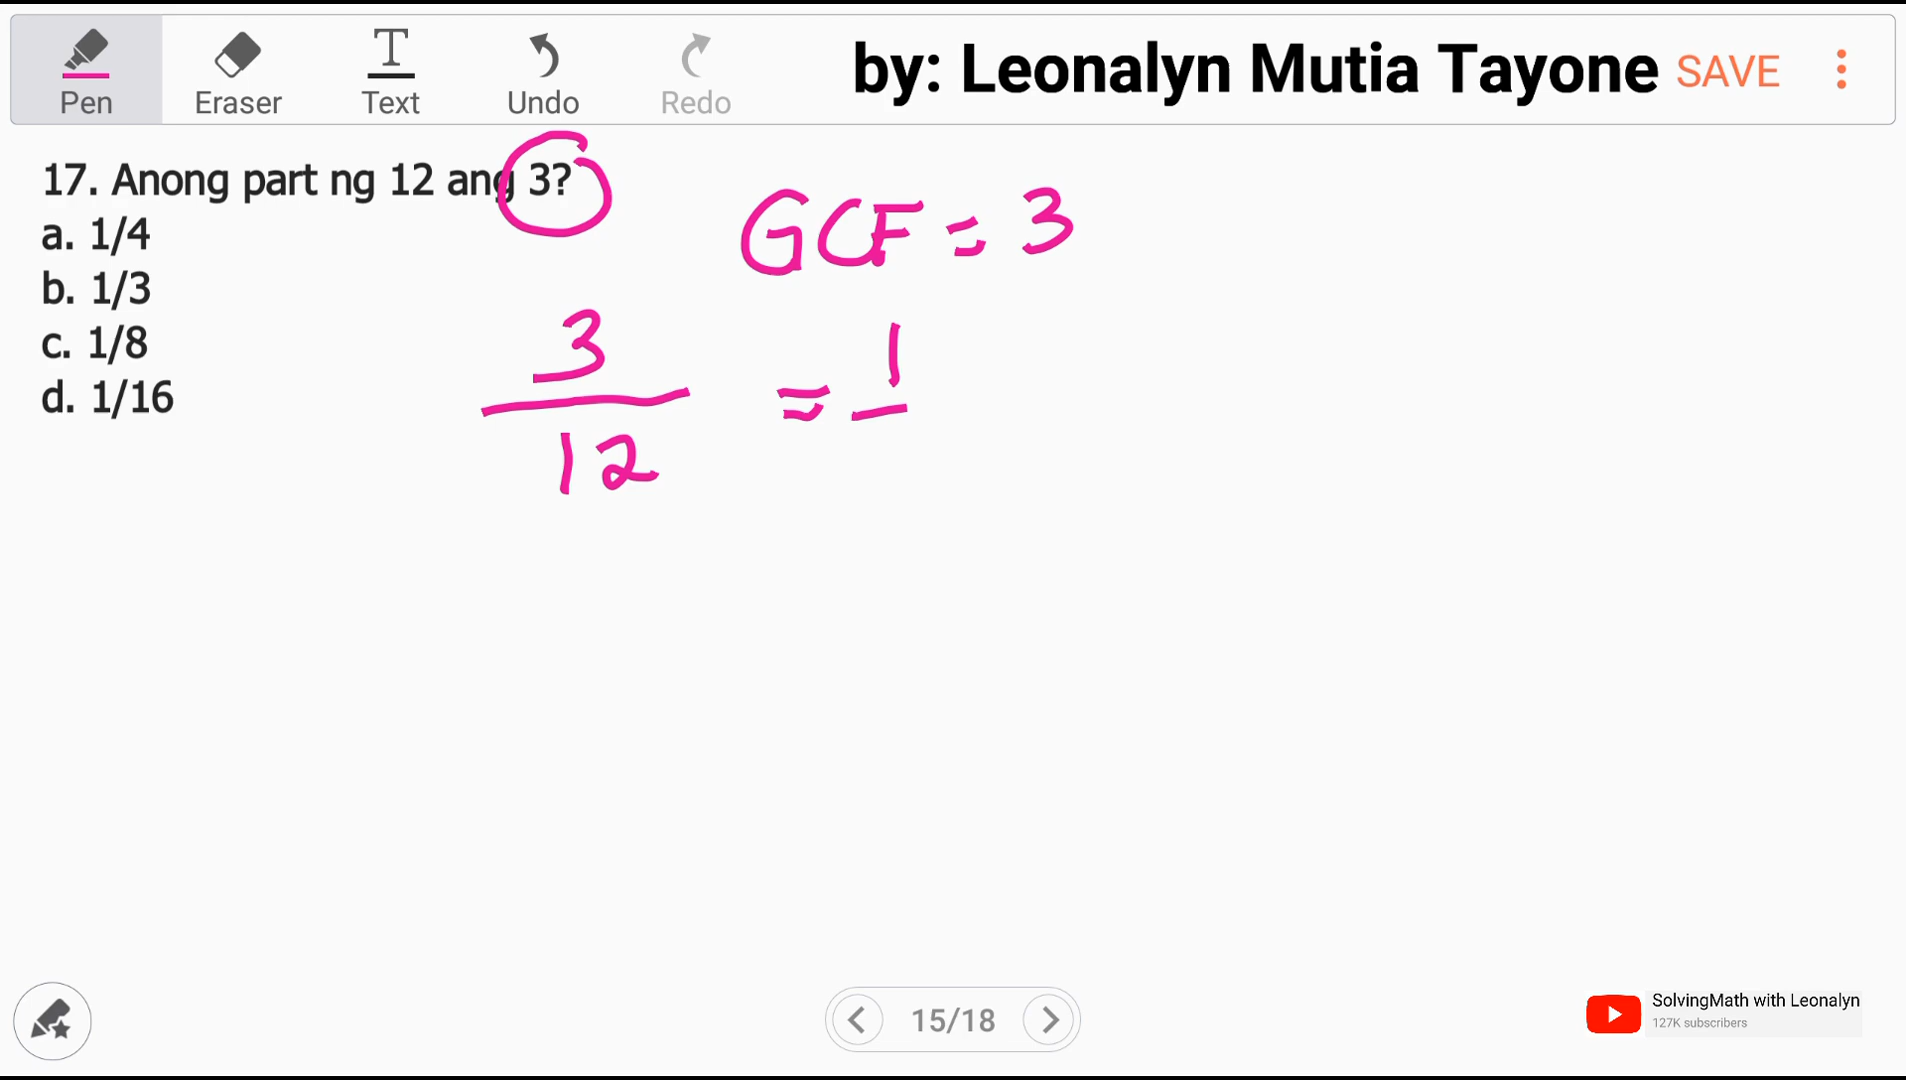 Pen
Eraser
Text
Undo
Redo
by: Leonalyn Mutia Tayone
SAVE
17. Anong part ng 12 ang 3?
a. 1/4
b. 1/3
c. 1/8
d. 1/16
GCF = 3
3
12
= 1
15/18
SolvingMath with Leonalyn
127K subscribers